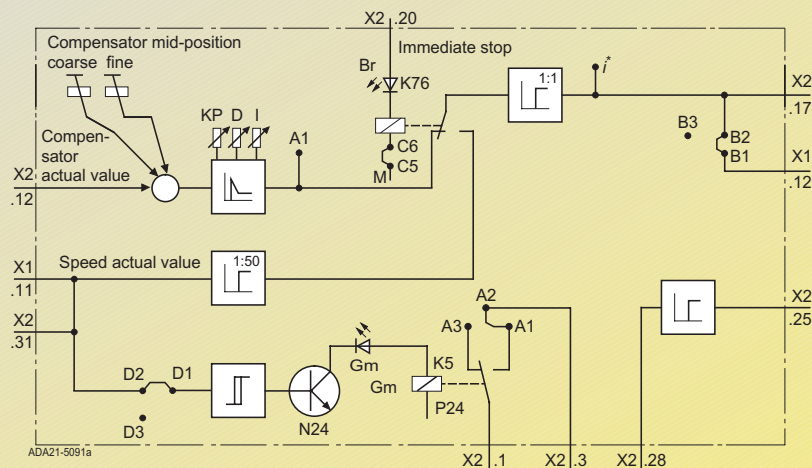 X2 .20
Compensator mid-position
coarse fine
Immediate stop
Br
K76
1:1
i*
X2
.17
KP D I
A1
C6
C5
M
B3
B2
B1
X1
.12
Compen-
sator
actual value
X2
.12
X1
.11
Speed actual value
1:50
X2
.31
A2
A3
A1
X2
.25
D2 D1
D3
Gm
Gm
K5
P24
N24
ADA21-5091a
X2 .1
X2 .3
X2 .28